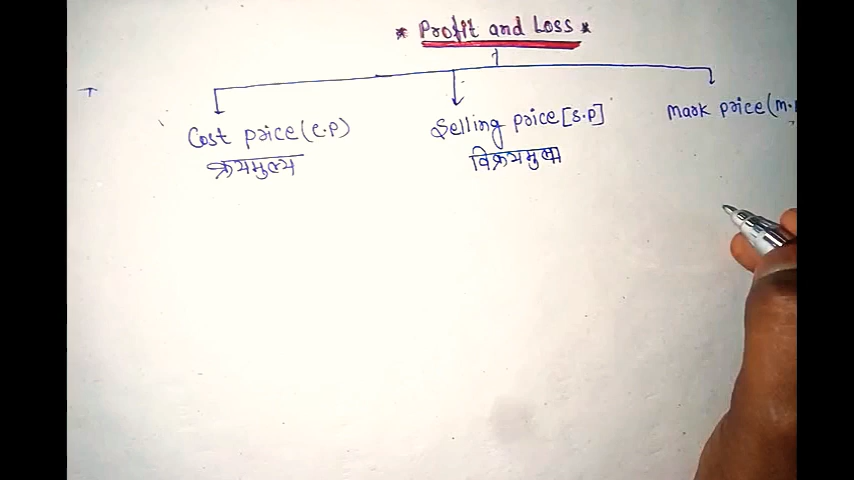 * Profit and Loss *
Cost price (C.P)
क्रयमुल्य
Selling price [S.P]
विक्रयमुल्य
Mark price (m.